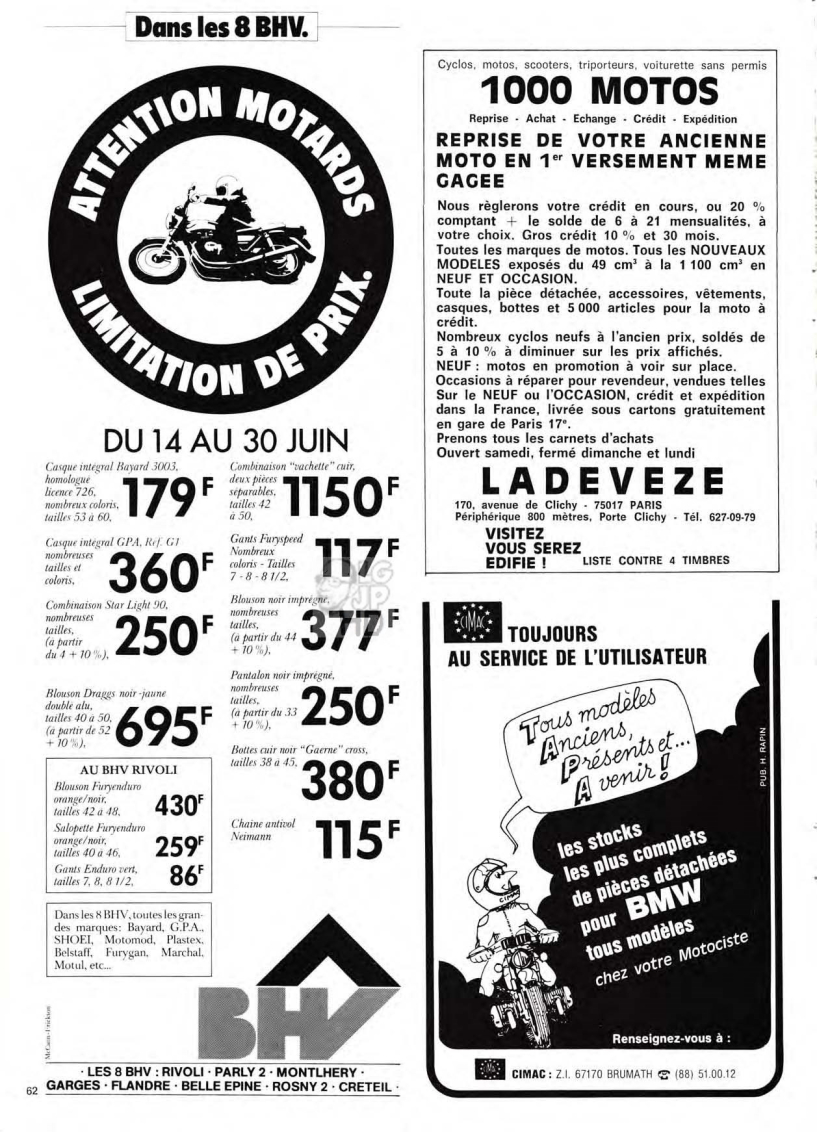 Dans les 8 BHV.
ATTENTION MOTARDS
LIMITATION DE PRIX.
DU 14 AU 30 JUIN
Casque intégral Bayard 3003,
homologué
licence 726,
nombreux coloris,
tailles 53 à 60,
179F
Casque intégral GPA, Réf. G1
nombreuses
tailles et
coloris,
360F
Combinaison Star Light 90,
nombreuses
tailles,
(à partir
du 4 + 10 %),
250F
Blouson Draggs noir-jaune
doublé alu,
tailles 40 à 50,
(à partir de 52
+ 10 %),
695F
AU BHV RIVOLI
Blouson Furyenduro
orange/noir,
tailles 42 à 48,
430F
Salopette Furyenduro
orange/noir,
tailles 40 à 46,
259F
Gants Enduro vert,
tailles 7, 8, 8 1/2,
86F
Dans les 8 BHV, toutes les gran-
des marques: Bayard, G.P.A.,
SHOEI, Motomod, Plastex,
Belstaff, Furygan, Marchal,
Motul, etc...
Combinaison "vachette" cuir,
deux pièces
séparables,
tailles 42
à 50,
1150F
Gants Furyspeed
Nombreux
coloris - Tailles
7 - 8 - 8 1/2,
117F
Blouson noir imprégné,
nombreuses
tailles,
(à partir du 44
+ 10 %),
377F
Pantalon noir imprégné,
nombreuses
tailles,
(à partir du 33
+ 10 %),
250F
Bottes cuir noir "Gaerne" cross,
tailles 38 à 45,
380F
Chaîne antivol
Neimann
115F
BHV
McCann-Erickson
· LES 8 BHV : RIVOLI · PARLY 2 · MONTLHERY ·
GARGES · FLANDRE · BELLE EPINE · ROSNY 2 · CRETEIL ·
62
Cyclos, motos, scooters, triporteurs, voiturette sans permis
1000 MOTOS
Reprise - Achat - Echange - Crédit - Expédition
REPRISE DE VOTRE ANCIENNE
MOTO EN 1er VERSEMENT MEME
GAGEE
Nous règlerons votre crédit en cours, ou 20 %
comptant + le solde de 6 à 21 mensualités, à
votre choix. Gros crédit 10 % et 30 mois.
Toutes les marques de motos. Tous les NOUVEAUX
MODELES exposés du 49 cm³ à la 1 100 cm³ en
NEUF ET OCCASION.
Toute la pièce détachée, accessoires, vêtements,
casques, bottes et 5 000 articles pour la moto à
crédit.
Nombreux cyclos neufs à l'ancien prix, soldés de
5 à 10 % à diminuer sur les prix affichés.
NEUF : motos en promotion à voir sur place.
Occasions à réparer pour revendeur, vendues telles
Sur le NEUF ou l'OCCASION, crédit et expédition
dans la France, livrée sous cartons gratuitement
en gare de Paris 17e.
Prenons tous les carnets d'achats
Ouvert samedi, fermé dimanche et lundi
LADEVEZE
170, avenue de Clichy - 75017 PARIS
Périphérique 800 mètres, Porte Clichy - Tél. 627-09-79
VISITEZ
VOUS SEREZ
EDIFIE !
LISTE CONTRE 4 TIMBRES
CIMAC
TOUJOURS
AU SERVICE DE L'UTILISATEUR
Tous modèles
Anciens,
Présents et...
A venir !
PUB. H. RAPIN
CIMAC
les stocks
les plus complets
de pièces détachées
pour BMW
tous modèles
chez votre Motociste
Renseignez-vous à :
CIMAC : Z.I. 67170 BRUMATH ☎ (88) 51.00.12